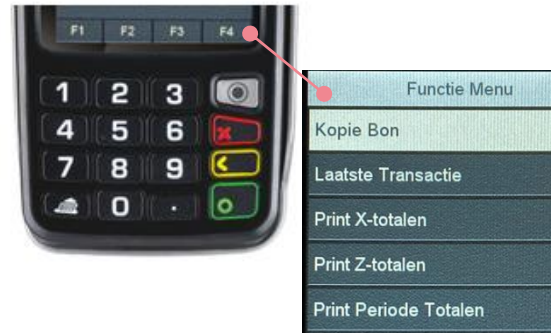 F1 F2 F3 F4
1 2 3
4 5 6
7 8 9
0 .
Functie Menu
Kopie Bon
Laatste Transactie
Print X-totalen
Print Z-totalen
Print Periode Totalen